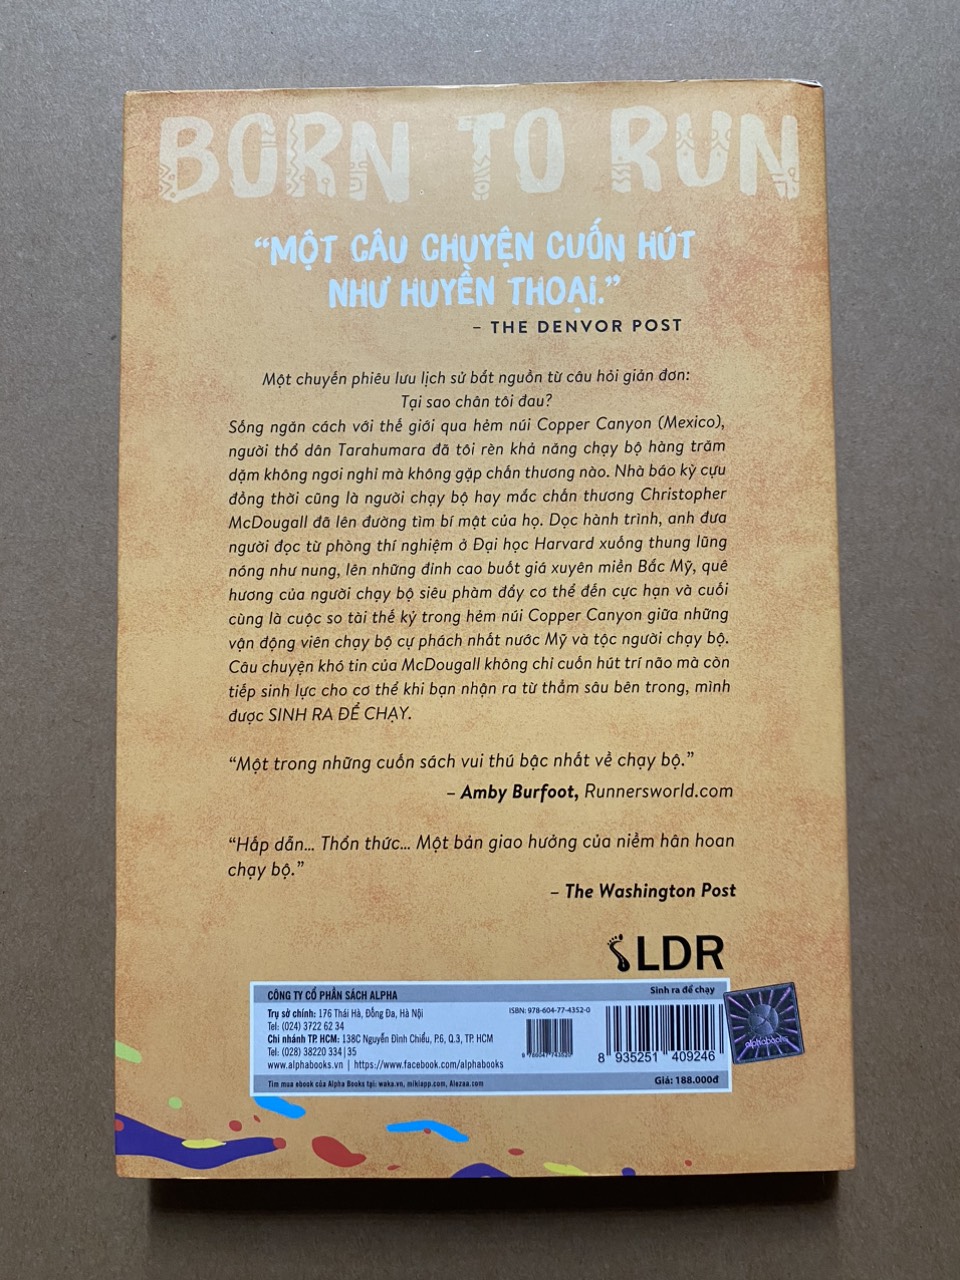 BORN TO RUN
“MỘT CÂU CHUYỆN CUỐN HÚT
NHƯ HUYỀN THOẠI.”
– THE DENVOR POST
Một chuyến phiêu lưu lịch sử bắt nguồn từ câu hỏi giản đơn:
Tại sao chân tôi đau?
Sống ngăn cách với thế giới qua hẻm núi Copper Canyon (Mexico),
người thổ dân Tarahumara đã tôi rèn khả năng chạy bộ hàng trăm
dặm không ngơi nghỉ mà không gặp chấn thương nào. Nhà báo kỳ cựu
đồng thời cũng là người chạy bộ hay mắc chấn thương Christopher
McDougall đã lên đường tìm bí mật của họ. Dọc hành trình, anh đưa
người đọc từ phòng thí nghiệm ở Đại học Harvard xuống thung lũng
nóng như nung, lên những đỉnh cao buốt giá xuyên miền Bắc Mỹ, quê
hương của người chạy bộ siêu phàm đẩy cơ thể đến cực hạn và cuối
cùng là cuộc so tài thế kỷ trong hẻm núi Copper Canyon giữa những
vận động viên chạy bộ cự phách nhất nước Mỹ và tộc người chạy bộ.
Câu chuyện khó tin của McDougall không chỉ cuốn hút trí não mà còn
tiếp sinh lực cho cơ thể khi bạn nhận ra từ thẳm sâu bên trong, mình
được SINH RA ĐỂ CHẠY.
“Một trong những cuốn sách vui thú bậc nhất về chạy bộ.”
– Amby Burfoot, Runnersworld.com
“Hấp dẫn... Thổn thức... Một bản giao hưởng của niềm hân hoan
chạy bộ.”
– The Washington Post
LDR
CÔNG TY CỔ PHẦN SÁCH ALPHA
Trụ sở chính: 176 Thái Hà, Đống Đa, Hà Nội
Tel: (024) 3722 62 34
Chi nhánh TP. HCM: 138C Nguyễn Đình Chiểu, P.6, Q.3, TP. HCM
Tel: (028) 38220 334 | 35
www.alphabooks.vn | https://www.facebook.com/alphabooks
Tìm mua ebook của Alpha Books tại: waka.vn, mikiapp.com, Alezaa.com
ISBN: 978-604-77-4352-0
9 786047 743520
Sinh ra để chạy
8 935251 409246
Giá: 188.000đ
alphabooks